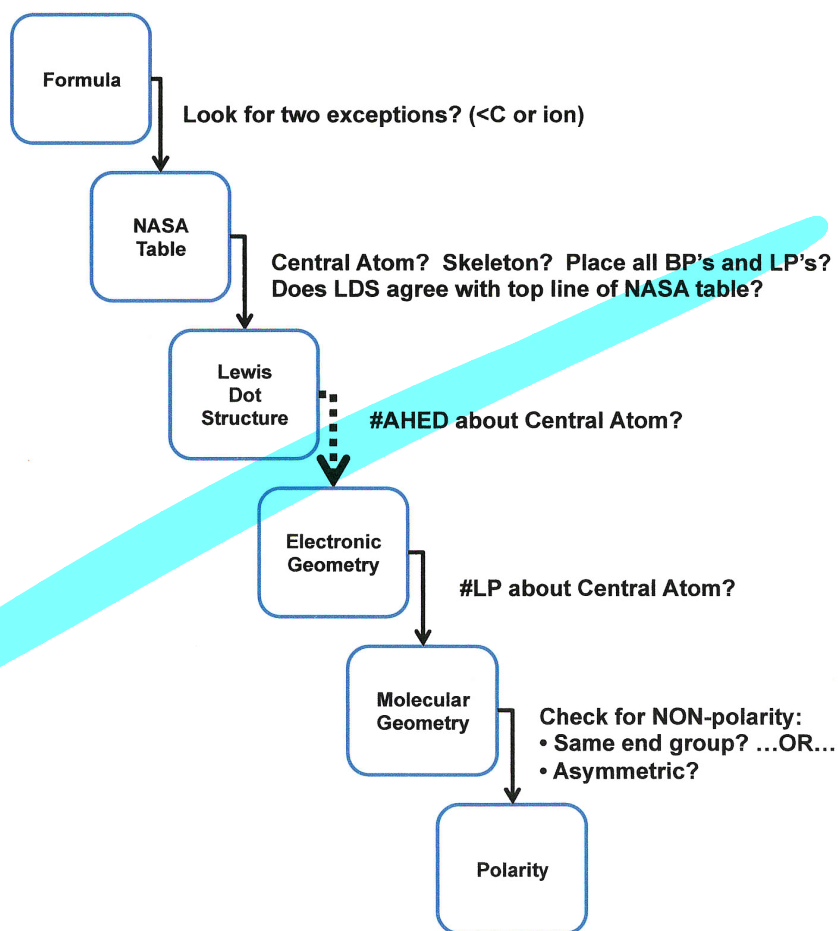 Formula
Look for two exceptions? (<C or ion)
NASA
Table
Central Atom?  Skeleton?  Place all BP's and LP's?
Does LDS agree with top line of NASA table?
Lewis
Dot
Structure
#AHED about Central Atom?
Electronic
Geometry
#LP about Central Atom?
Molecular
Geometry
Check for NON-polarity:
• Same end group? …OR…
• Asymmetric?
Polarity